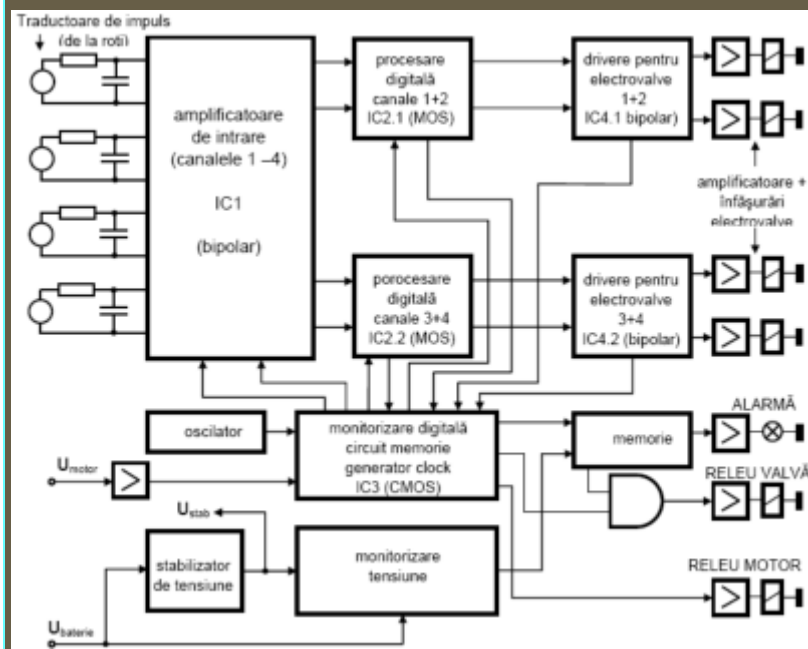 Traductoare de impuls
(de la roti)
amplificatoare
de intrare
(canalele 1 –4)
IC1
(bipolar)
procesare
digitală
canale 1+2
IC2.1 (MOS)
drivere pentru
electrovalve
1+2
IC4.1 bipolar)
amplificatoare +
înfăşurări
electrovalve
porocesare
digitală
canale 3+4
IC2.2 (MOS)
drivere pentru
electrovalve
3+4
IC4.2 (bipolar)
oscilator
monitorizare digitală
circuit memorie
generator clock
IC3 (CMOS)
memorie
ALARMĂ
RELEU VALVĂ
RELEU MOTOR
Umotor
Ustab
stabilizator
de tensiune
monitorizare
tensiune
Ubaterie